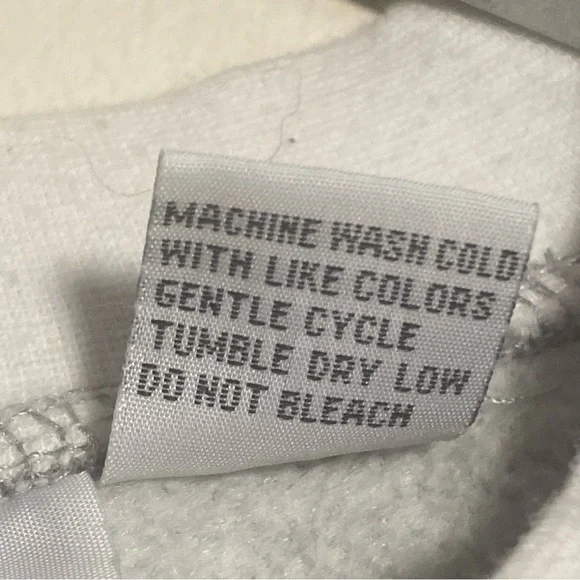 MACHINE WASH COLD
WITH LIKE COLORS
GENTLE CYCLE
TUMBLE DRY LOW
DO NOT BLEACH